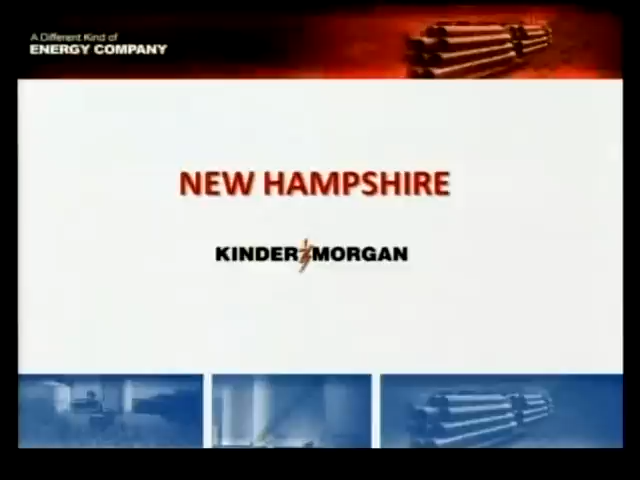 A Different Kind of
ENERGY COMPANY
NEW HAMPSHIRE
KINDER MORGAN